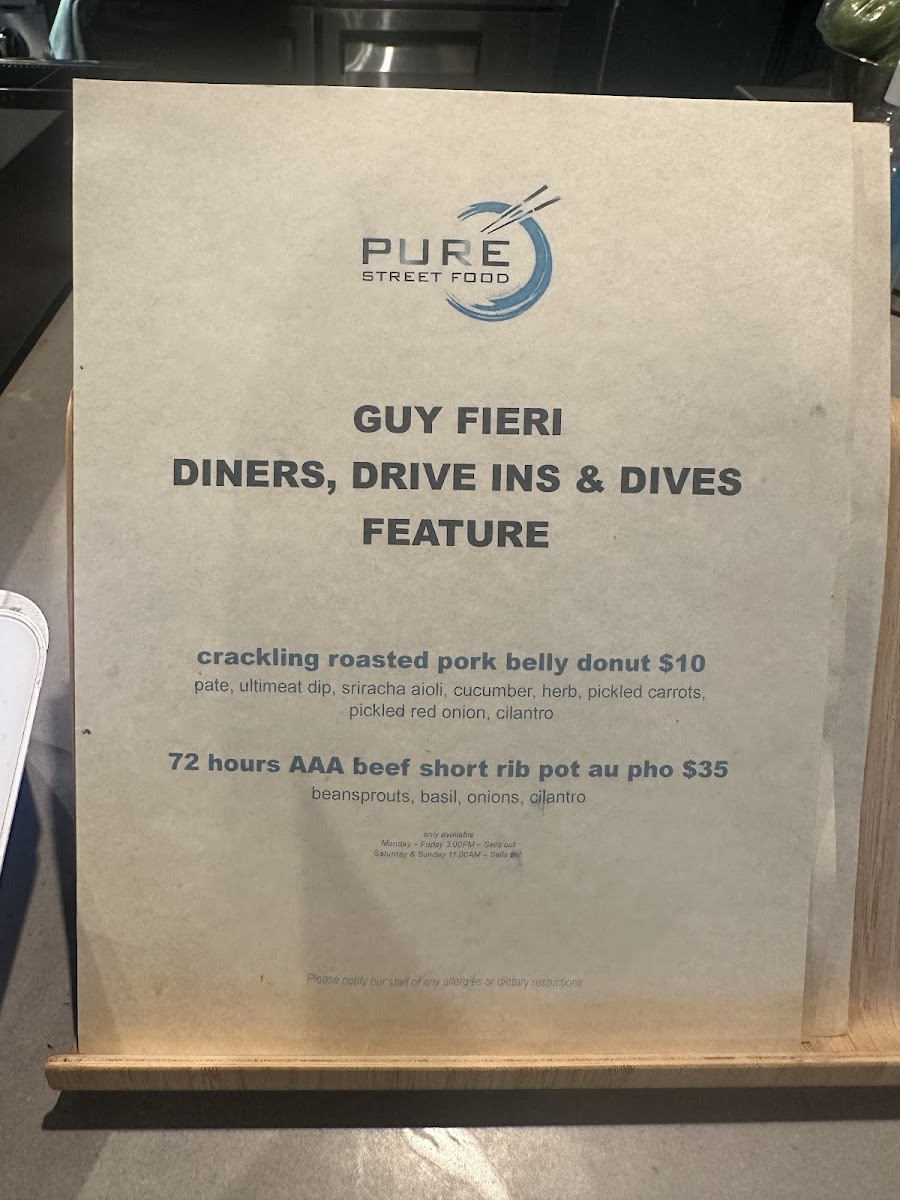 PURE
STREET FOOD
GUY FIERI
DINERS, DRIVE INS & DIVES
FEATURE
crackling roasted pork belly donut $10
pate, ultimeat dip, sriracha aioli, cucumber, herb, pickled carrots,
pickled red onion, cilantro
72 hours AAA beef short rib pot au pho $35
beansprouts, basil, onions, cilantro
only available
Monday – Friday 3:00PM – Sells out
Saturday & Sunday 11:00AM – Sells out
Please notify our staff of any allergies or dietary restrictions